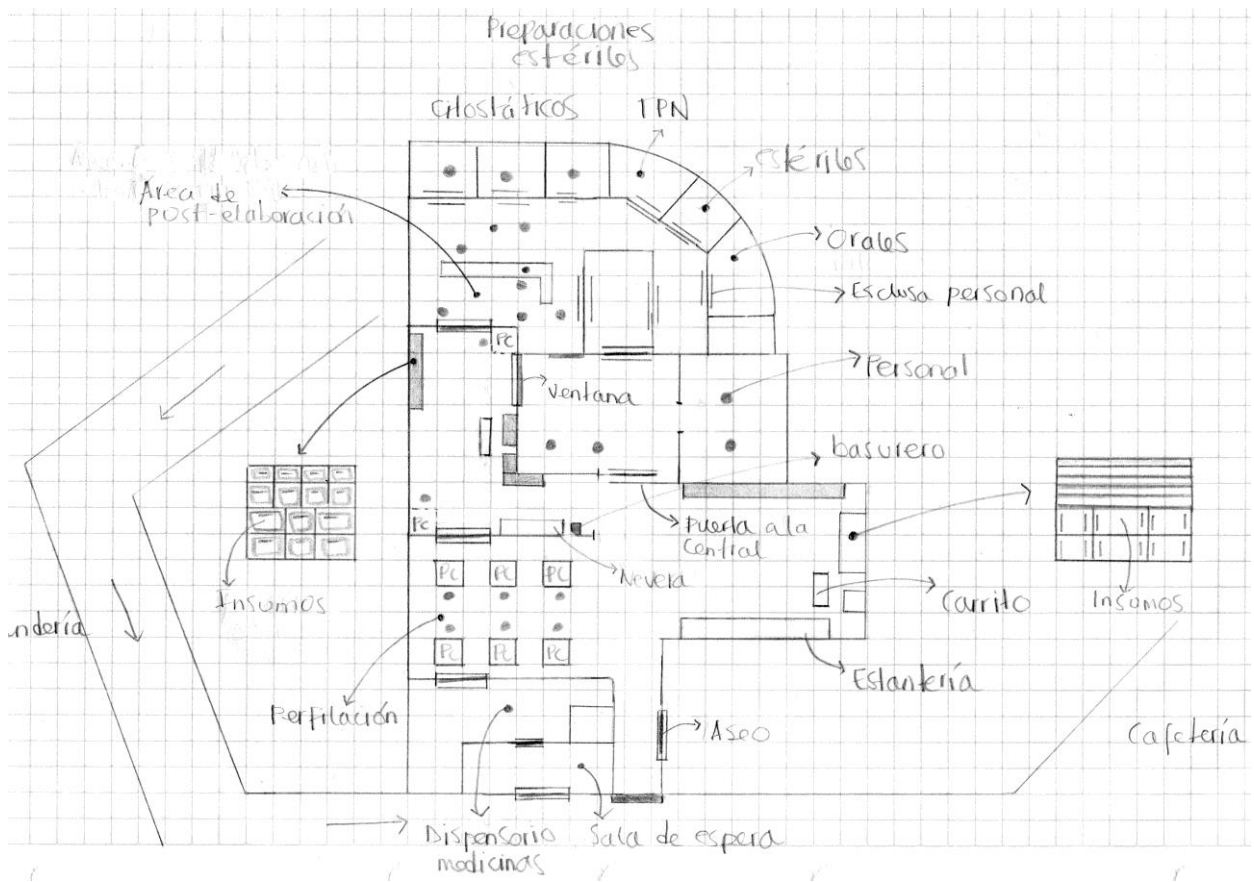 Preparaciones
estériles
Citostáticos
TPN
estériles
Área de
post-elaboración
Orales
Esclusa personal
PC
Ventana
Personal
basurero
PC
Puerta a la
Central
Nevera
Insumos
Carrito
Insumos
PC PC PC
PC PC PC
ndería
Estantería
Perfilación
ASeo
Cafetería
Dispensorio
medicinas
Sala de espera